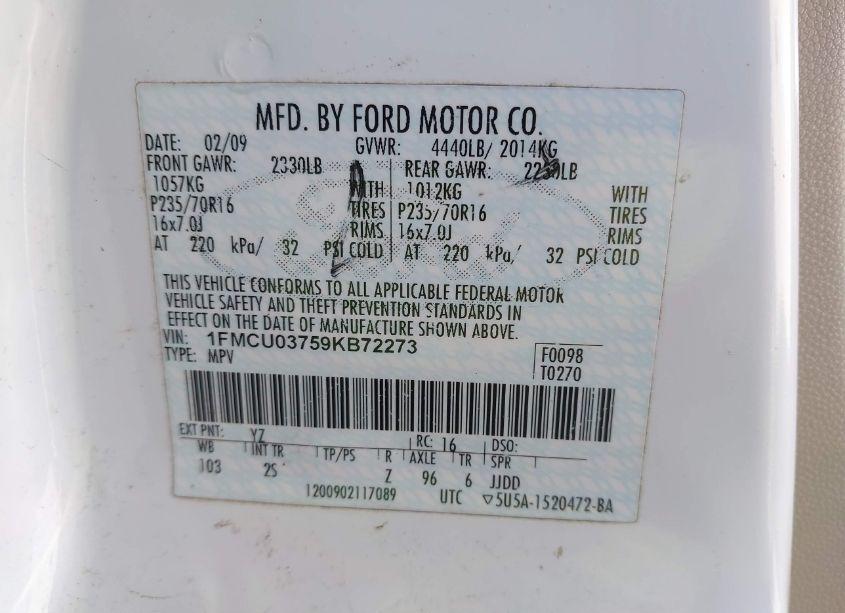 MFD. BY FORD MOTOR CO.
DATE: 02/09 GVWR: 4440LB/ 2014KG
FRONT GAWR: 2330LB REAR GAWR: 2230LB
1057KG WITH 1012KG WITH
P235/70R16 TIRES P235/70R16 TIRES
16x7.0J RIMS 16x7.0J RIMS
AT 220 kPa/ 32 PSI COLD AT 220 kPa/ 32 PSI COLD
THIS VEHICLE CONFORMS TO ALL APPLICABLE FEDERAL MOTOR
VEHICLE SAFETY AND THEFT PREVENTION STANDARDS IN
EFFECT ON THE DATE OF MANUFACTURE SHOWN ABOVE.
VIN: 1FMCU03759KB72273
TYPE: MPV
F0098
T0270
EXT PNT: YZ RC: 16 DSO:
WB INT TR TP/PS R AXLE TR SPR
103 2S Z 96 6 JJDD
1200902117089 UTC ▽5U5A-1520472-BA